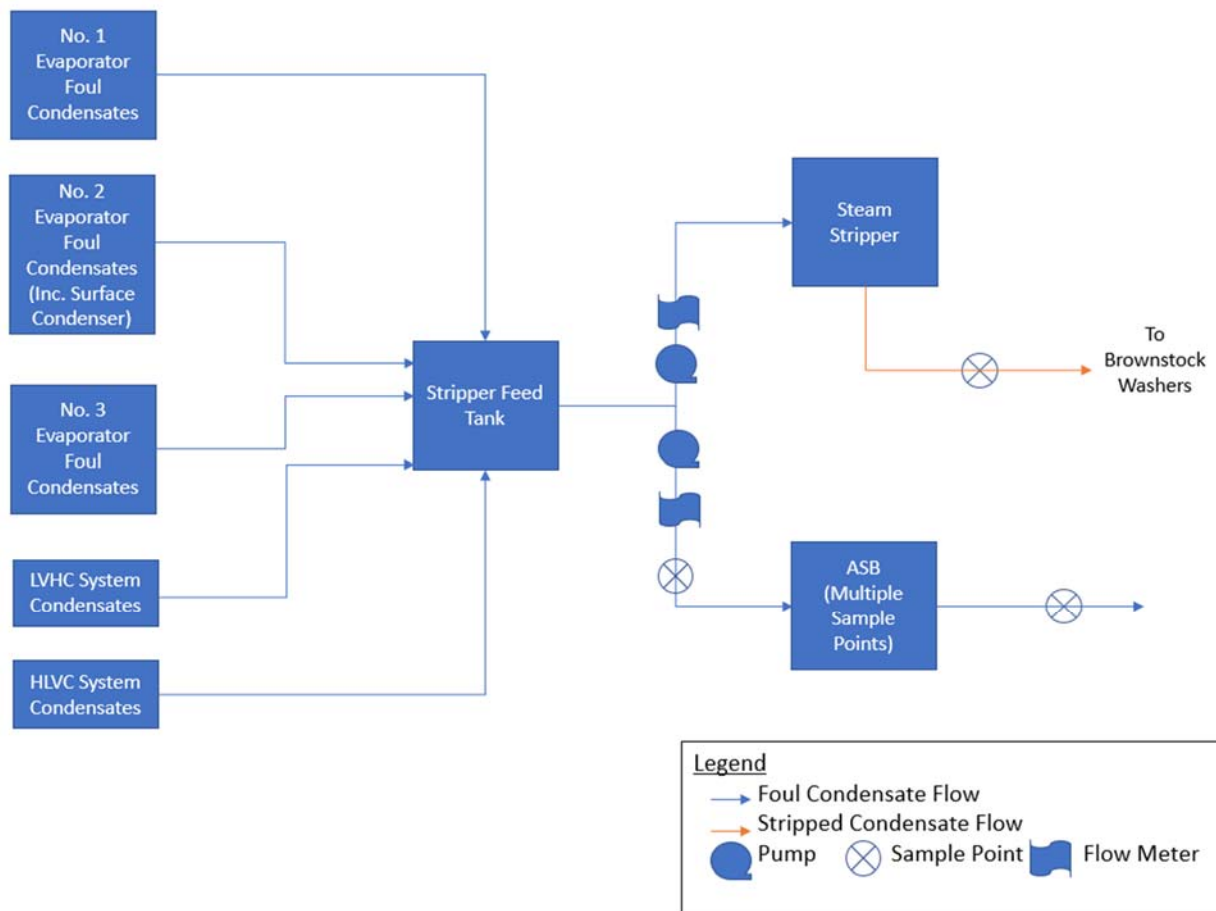 No. 1
Evaporator
Foul
Condensates
No. 2
Evaporator
Foul
Condensates
(Inc. Surface
Condenser)
No. 3
Evaporator
Foul
Condensates
LVHC System
Condensates
HLVC System
Condensates
Stripper Feed
Tank
Steam
Stripper
To
Brownstock
Washers
ASB
(Multiple
Sample
Points)
Legend
Foul Condensate Flow
Stripped Condensate Flow
Pump
Sample Point
Flow Meter